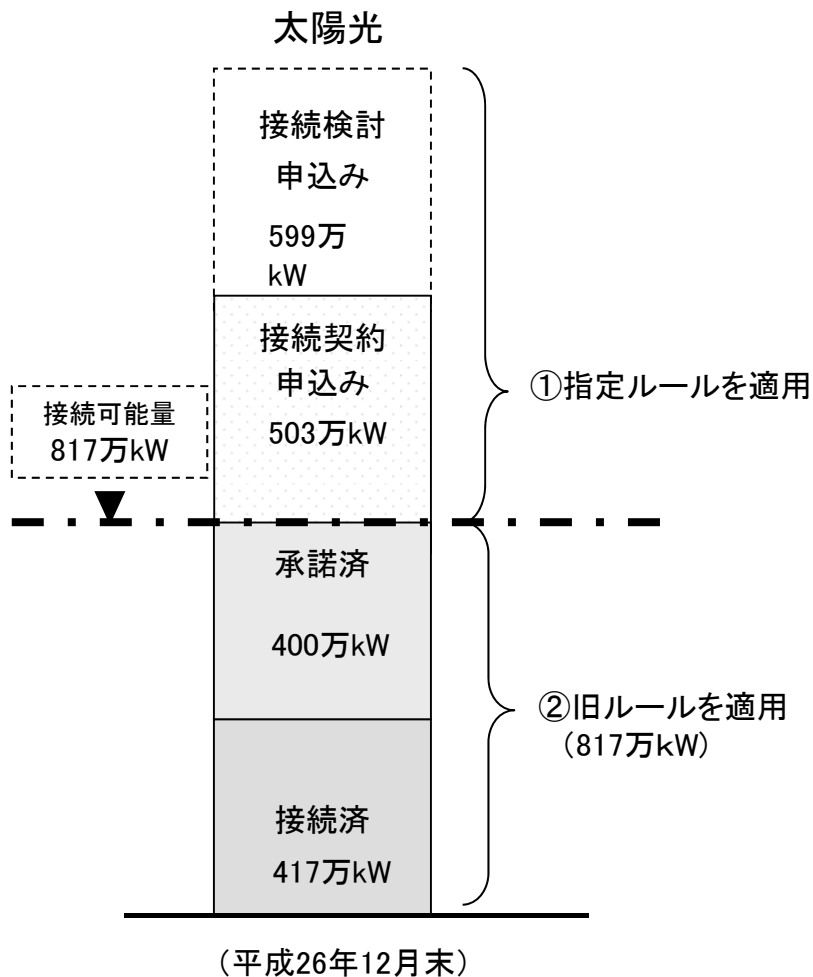 太陽光
接続検討
申込み
599万
kW
接続契約
申込み
503万kW
①指定ルールを適用
接続可能量
817万kW
承諾済
400万kW
②旧ルールを適用
(817万kW)
接続済
417万kW
(平成26年12月末)